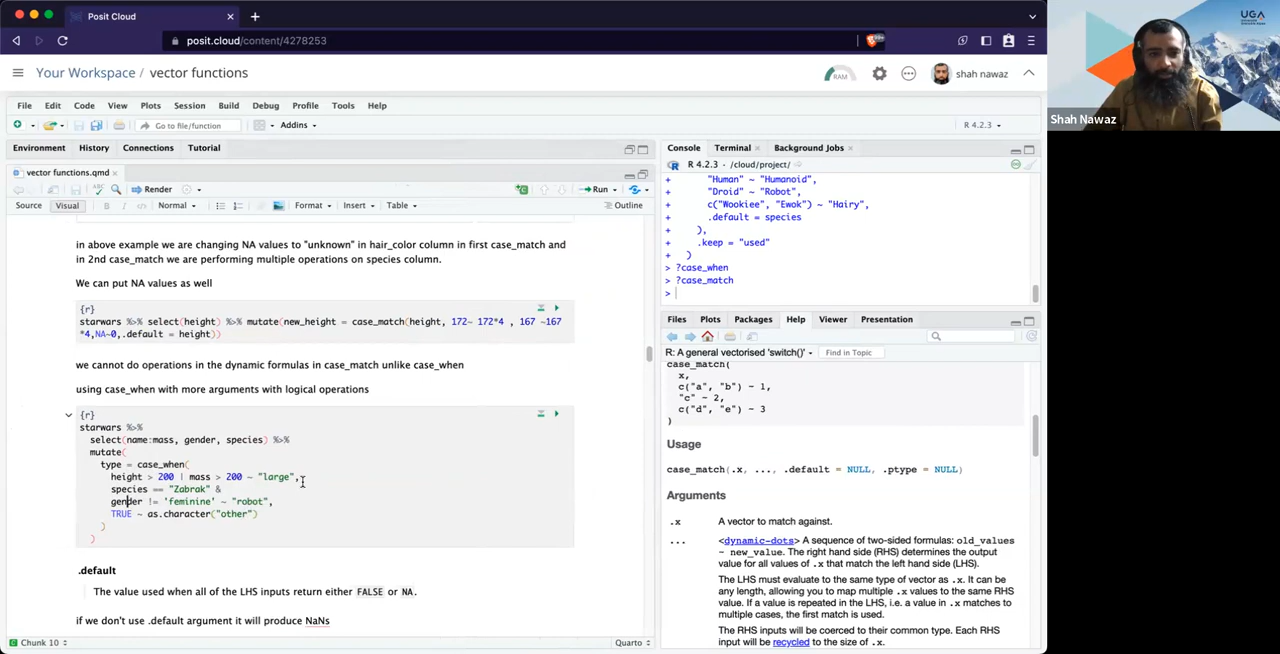 Posit Cloud
posit.cloud/content/4278253
Your Workspace / vector functions
RAM
shah nawaz
File Edit Code View Plots Session Build Debug Profile Tools Help
Go to file/function
Addins
R 4.2.3
Environment History Connections Tutorial
vector functions.qmd
Render
Run
Source Visual B I Normal Format Insert Table Outline
in above example we are changing NA values to "unknown" in hair_color column in first case_match and
in 2nd case_match we are performing multiple operations on species column.
We can put NA values as well
{r}
starwars %>% select(height) %>% mutate(new_height = case_match(height, 172~ 172*4 , 167 ~167
*4,NA~0,.default = height))
we cannot do operations in the dynamic formulas in case_match unlike case_when
using case_when with more arguments with logical operations
{r}
starwars %>%
select(name:mass, gender, species) %>%
mutate(
type = case_when(
height > 200 | mass > 200 ~ "large",
species == "Zabrak" &
gender != 'feminine' ~ "robot",
TRUE ~ as.character("other")
)
)
.default
The value used when all of the LHS inputs return either FALSE or NA.
if we don't use .default argument it will produce NaNs
Chunk 10
Quarto
Console Terminal Background Jobs
R 4.2.3 · /cloud/project/
+ "Human" ~ Humanoid",
+ "Droid" ~ "Robot",
+ c("Wookiee", "Ewok") ~ "Hairy",
+ .default = species
+ ),
+ .keep = "used"
+ )
> ?case_when
> ?case_match
>
Files Plots Packages Help Viewer Presentation
R: A general vectorised 'switch()' Find in Topic
case_match(
x,
c("a", "b") ~ 1,
"c" ~ 2,
c("d", "e") ~ 3
)
Usage
case_match(.x, ..., .default = NULL, .ptype = NULL)
Arguments
.x A vector to match against.
... <dynamic-dots> A sequence of two-sided formulas: old_values
~ new_value. The right hand side (RHS) determines the output
value for all values of .x that match the left hand side (LHS).
The LHS must evaluate to the same type of vector as .x. It can be
any length, allowing you to map multiple .x values to the same RHS
value. If a value is repeated in the LHS, i.e. a value in .x matches to
multiple cases, the first match is used.
The RHS inputs will be coerced to their common type. Each RHS
input will be recycled to the size of .x.
UGA
Shah Nawaz